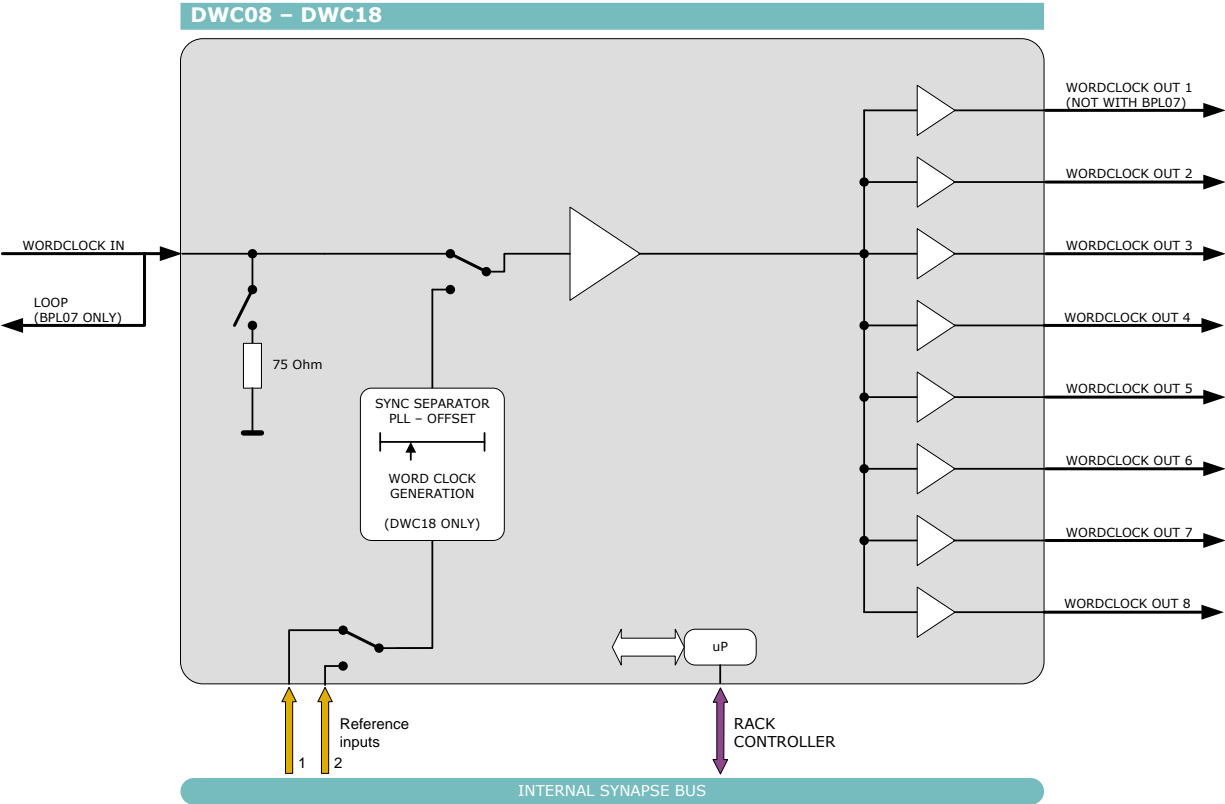 DWC08 – DWC18
WORDCLOCK IN
LOOP
(BPL07 ONLY)
75 Ohm
SYNC SEPARATOR
PLL – OFFSET
WORD CLOCK
GENERATION
(DWC18 ONLY)
WORDCLOCK OUT 1
(NOT WITH BPL07)
WORDCLOCK OUT 2
WORDCLOCK OUT 3
WORDCLOCK OUT 4
WORDCLOCK OUT 5
WORDCLOCK OUT 6
WORDCLOCK OUT 7
WORDCLOCK OUT 8
uP
Reference
inputs
1
2
RACK
CONTROLLER
INTERNAL SYNAPSE BUS